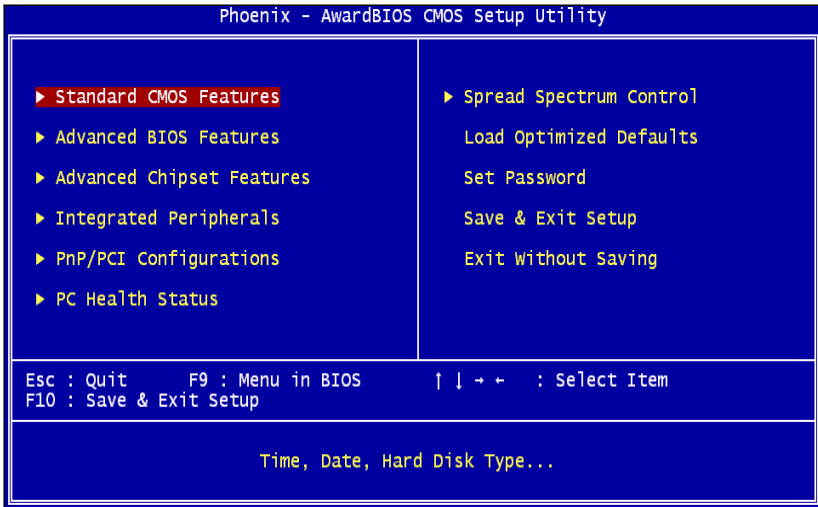 Phoenix - AwardBIOS CMOS Setup Utility
▶ Standard CMOS Features
▶ Advanced BIOS Features
▶ Advanced Chipset Features
▶ Integrated Peripherals
▶ PnP/PCI Configurations
▶ PC Health Status
▶ Spread Spectrum Control
Load Optimized Defaults
Set Password
Save & Exit Setup
Exit Without Saving
Esc : Quit F9 : Menu in BIOS ↑ ↓ → ← : Select Item
F10 : Save & Exit Setup
Time, Date, Hard Disk Type...